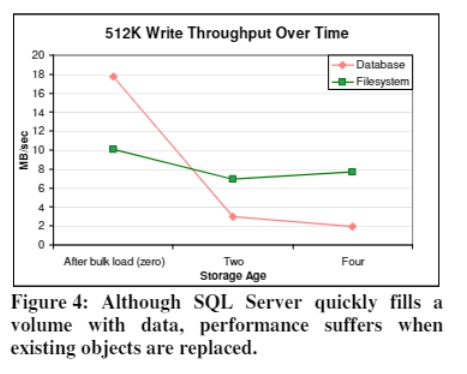 512K Write Throughput Over Time
20
18
16
14
12
10
8
6
4
2
0
MB/sec
Database
Filesystem
After bulk load (zero) Two Four
Storage Age
Figure 4: Although SQL Server quickly fills a
volume with data, performance suffers when
existing objects are replaced.